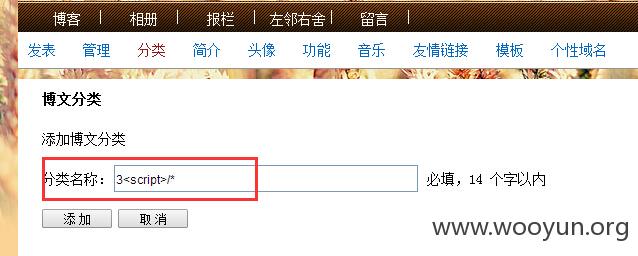 博客 相册 报栏 左邻右舍 留言
发表 管理 分类 简介 头像 功能 音乐 友情链接 模板 个性域名
博文分类
添加博文分类
分类名称： 3<script>/* 必填，14 个字以内
添 加 取 消
www.wooyun.org